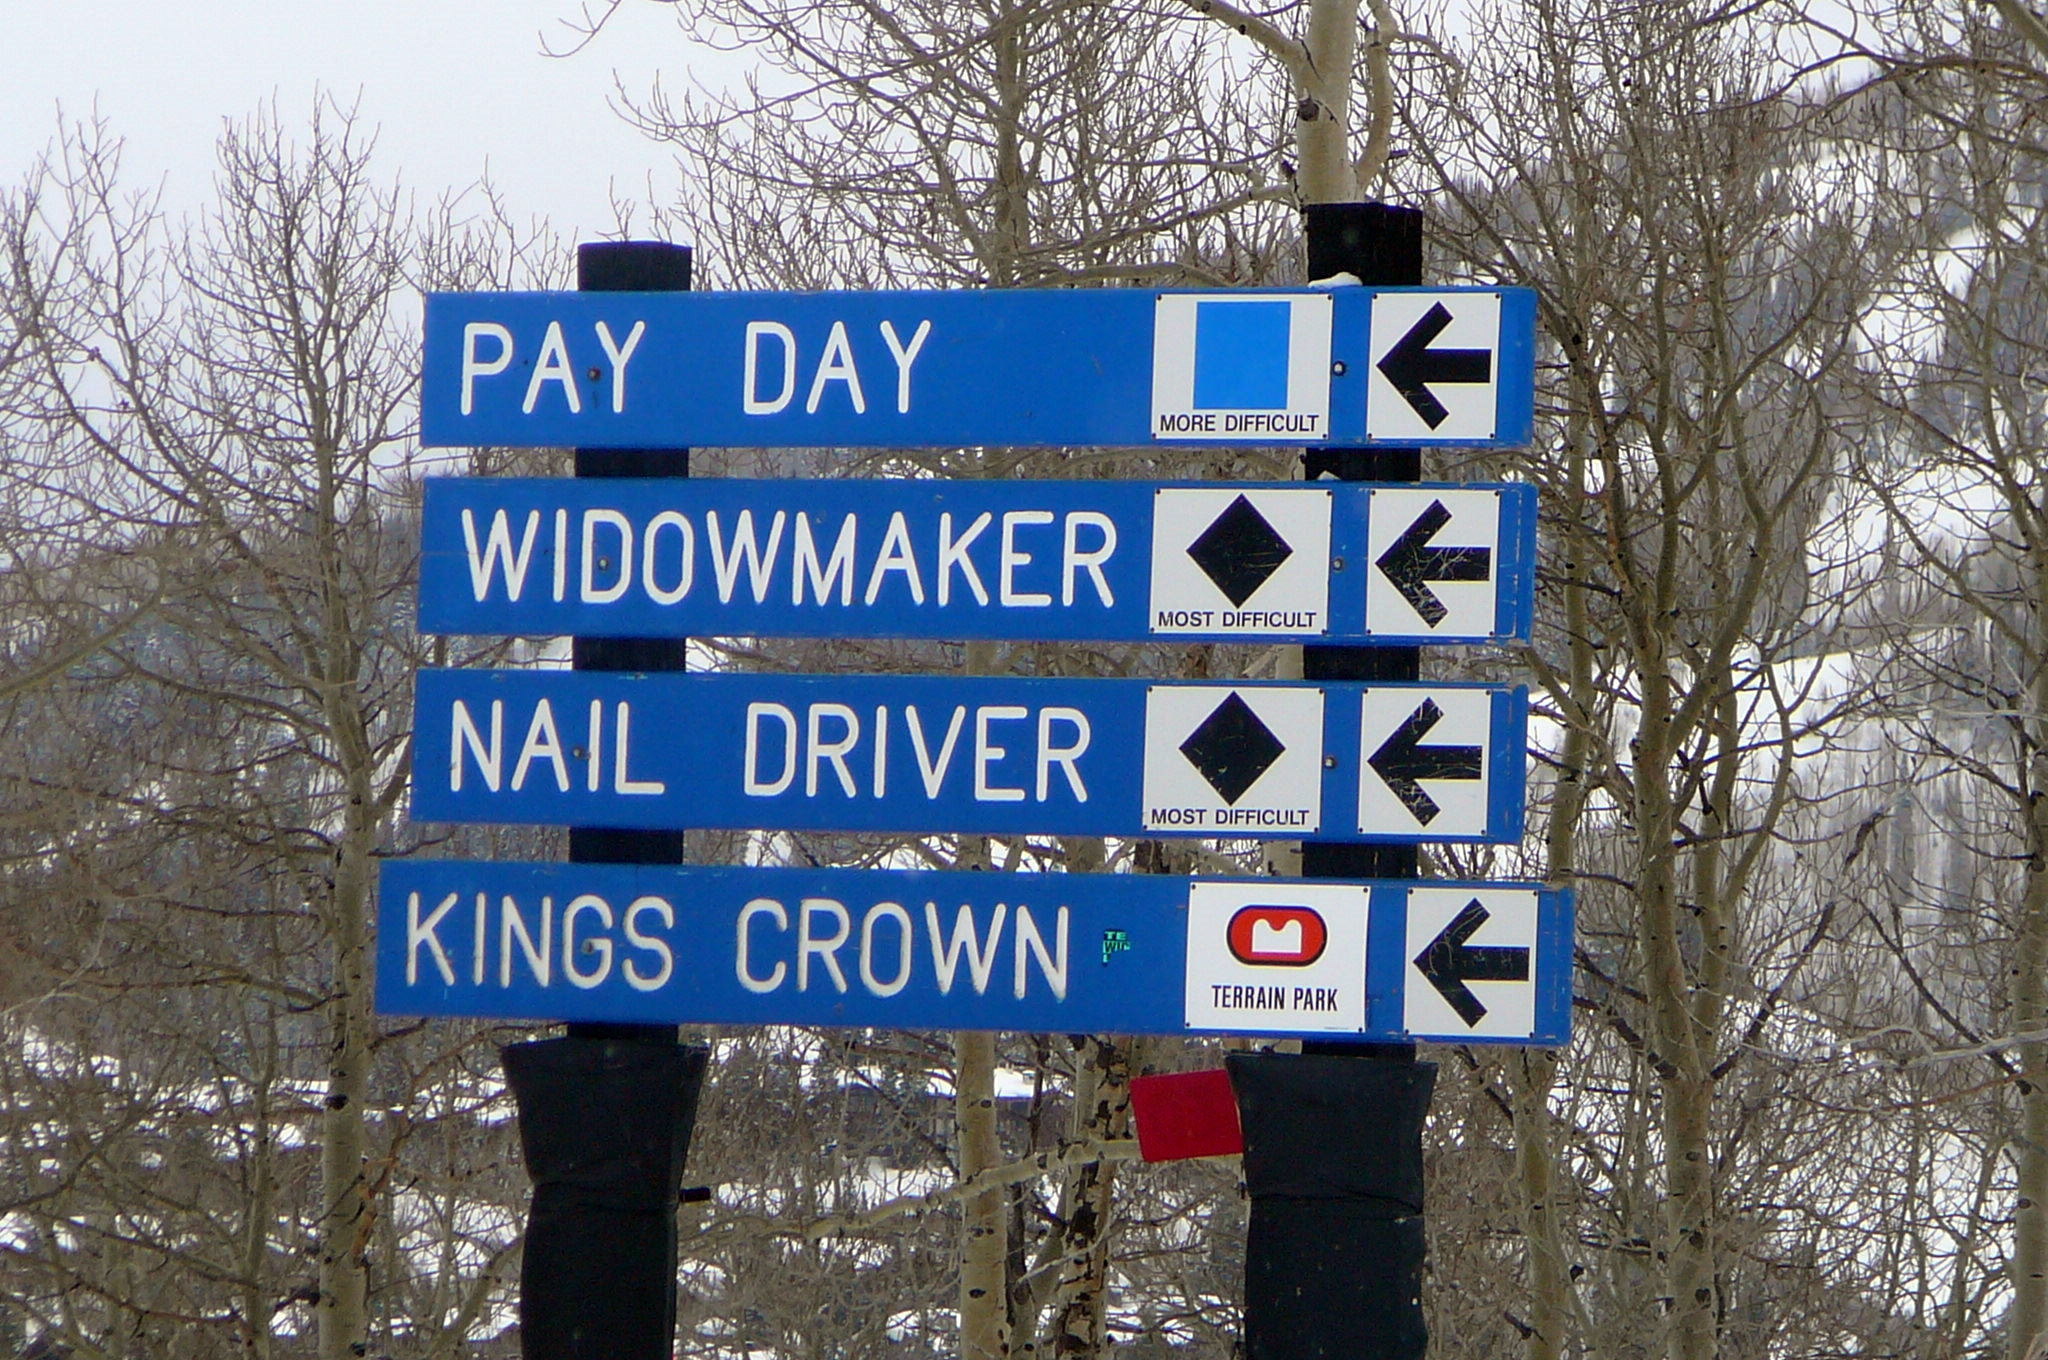 PAY DAY
MORE DIFFICULT
WIDOWMAKER
MOST DIFFICULT
NAIL DRIVER
MOST DIFFICULT
KINGS CROWN
TERRAIN PARK